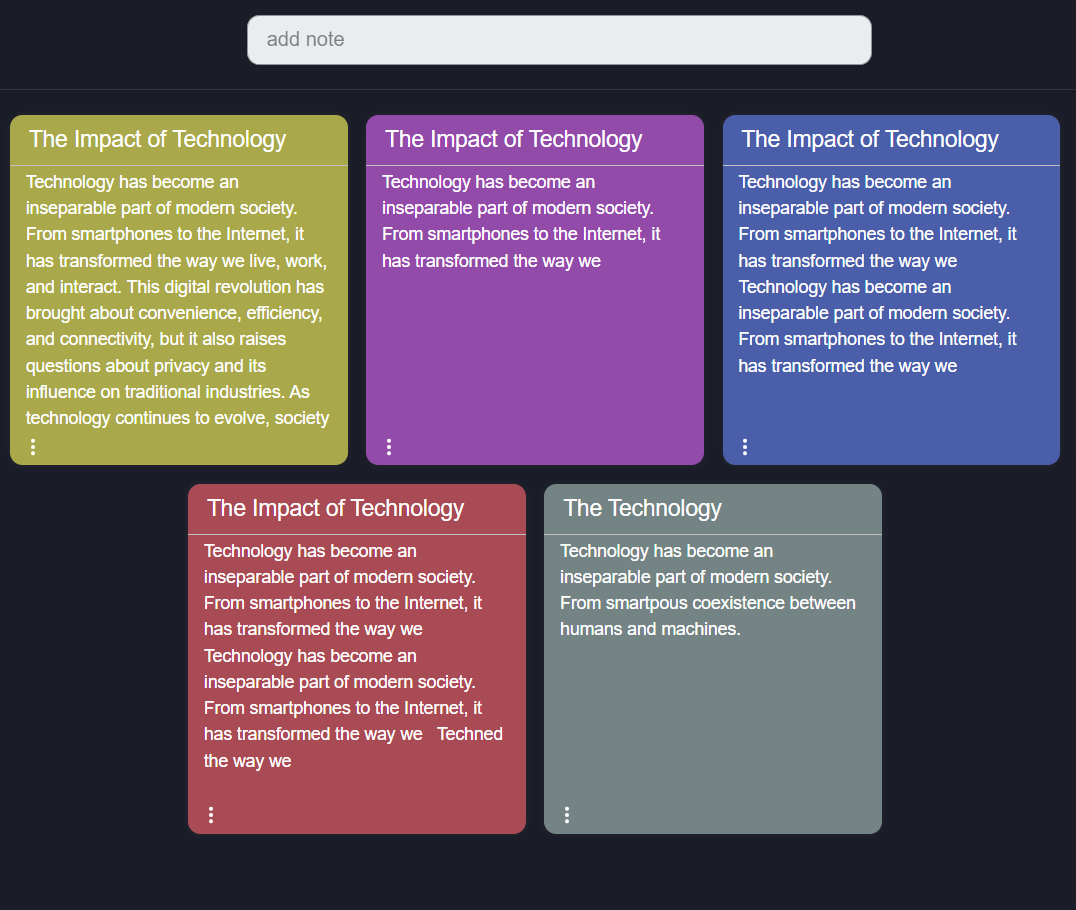 add note
The Impact of Technology
Technology has become an
inseparable part of modern society.
From smartphones to the Internet, it
has transformed the way we live, work,
and interact. This digital revolution has
brought about convenience, efficiency,
and connectivity, but it also raises
questions about privacy and its
influence on traditional industries. As
technology continues to evolve, society
The Impact of Technology
Technology has become an
inseparable part of modern society.
From smartphones to the Internet, it
has transformed the way we
The Impact of Technology
Technology has become an
inseparable part of modern society.
From smartphones to the Internet, it
has transformed the way we
Technology has become an
inseparable part of modern society.
From smartphones to the Internet, it
has transformed the way we
The Impact of Technology
Technology has become an
inseparable part of modern society.
From smartphones to the Internet, it
has transformed the way we
Technology has become an
inseparable part of modern society.
From smartphones to the Internet, it
has transformed the way we   Techned
the way we
The Technology
Technology has become an
inseparable part of modern society.
From smartpous coexistence between
humans and machines.